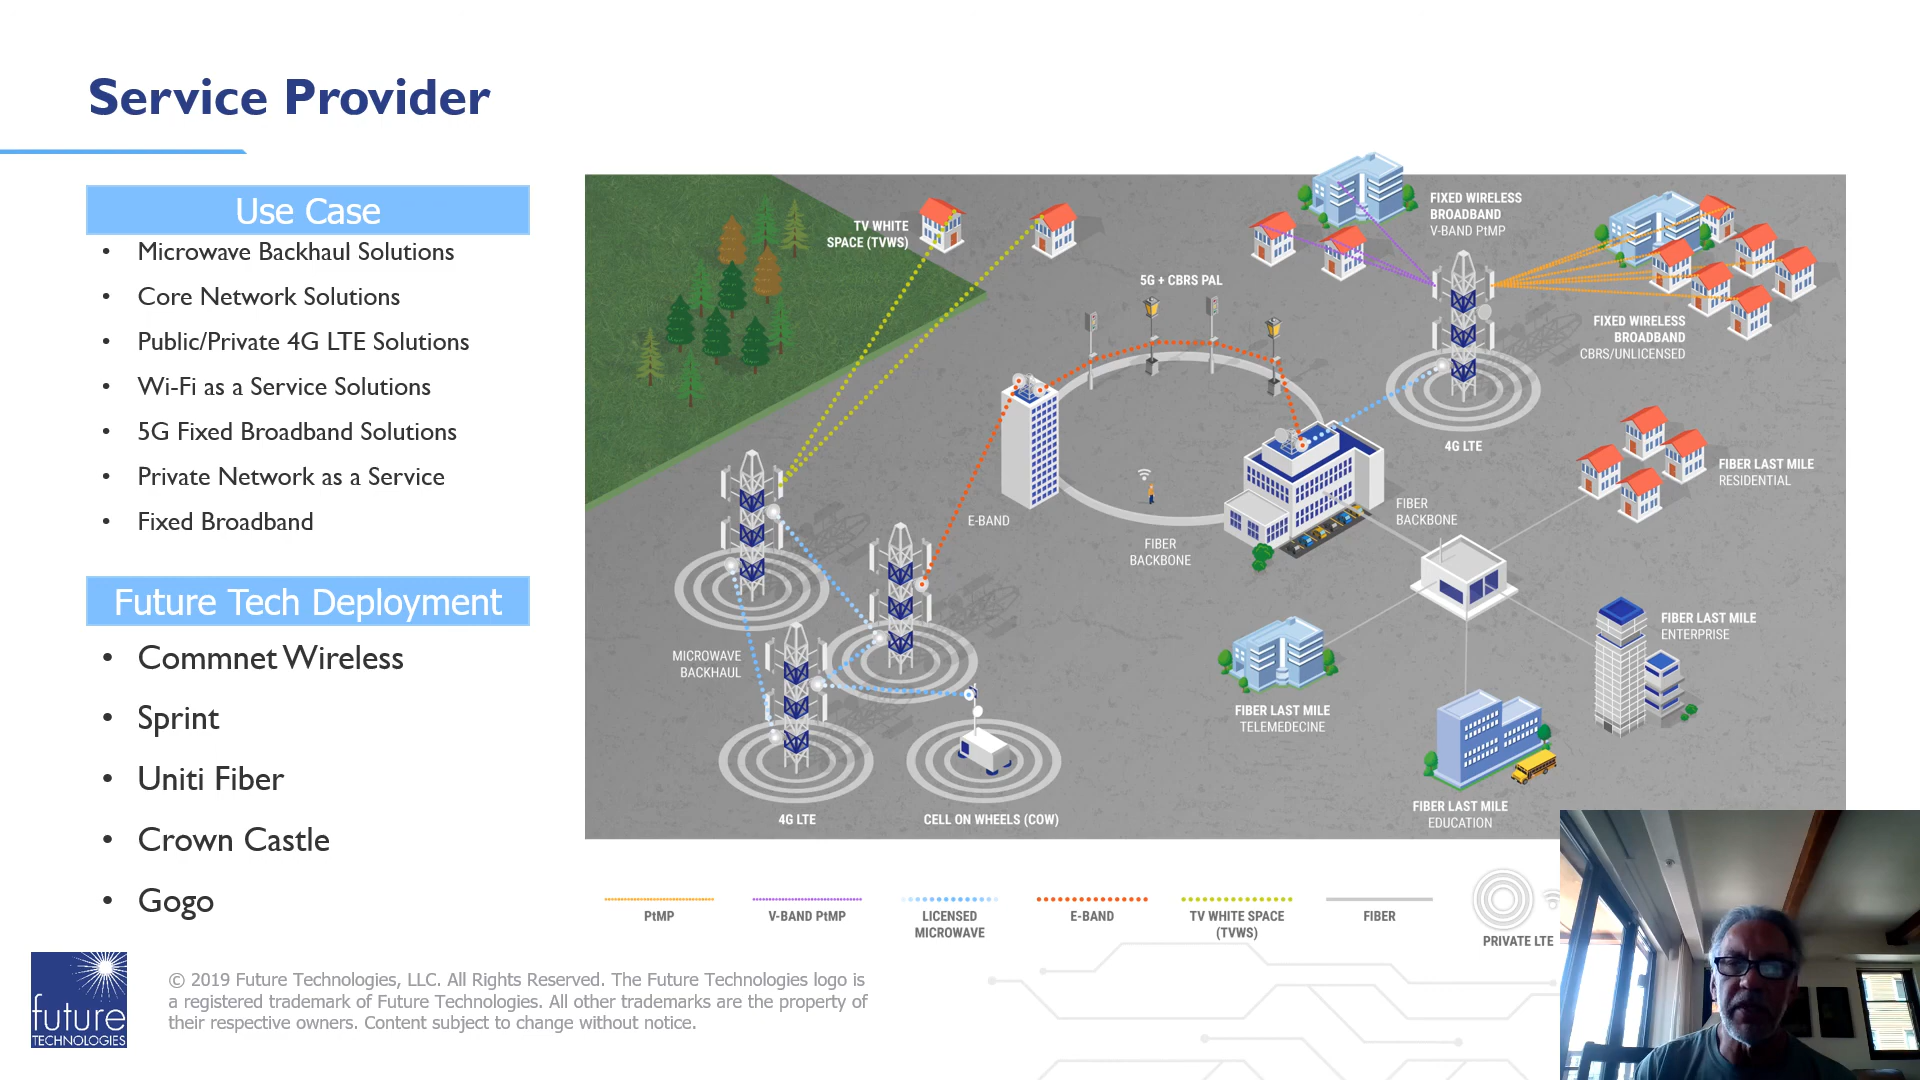 Service Provider
Use Case
• Microwave Backhaul Solutions
• Core Network Solutions
• Public/Private 4G LTE Solutions
• Wi-Fi as a Service Solutions
• 5G Fixed Broadband Solutions
• Private Network as a Service
• Fixed Broadband
Future Tech Deployment
• Commnet Wireless
• Sprint
• Uniti Fiber
• Crown Castle
• Gogo
TV WHITE
SPACE (TVWS)
5G + CBRS PAL
FIXED WIRELESS
BROADBAND
V-BAND PtMP
FIXED WIRELESS
BROADBAND
CBRS/UNLICENSED
4G LTE
FIBER LAST MILE
RESIDENTIAL
E-BAND
FIBER
BACKBONE
FIBER
BACKBONE
MICROWAVE
BACKHAUL
FIBER LAST MILE
ENTERPRISE
FIBER LAST MILE
TELEMEDECINE
4G LTE
CELL ON WHEELS (COW)
FIBER LAST MILE
EDUCATION
PtMP
V-BAND PtMP
LICENSED
MICROWAVE
E-BAND
TV WHITE SPACE
(TVWS)
FIBER
PRIVATE LTE
future
TECHNOLOGIES
© 2019 Future Technologies, LLC. All Rights Reserved. The Future Technologies logo is
a registered trademark of Future Technologies. All other trademarks are the property of
their respective owners. Content subject to change without notice.